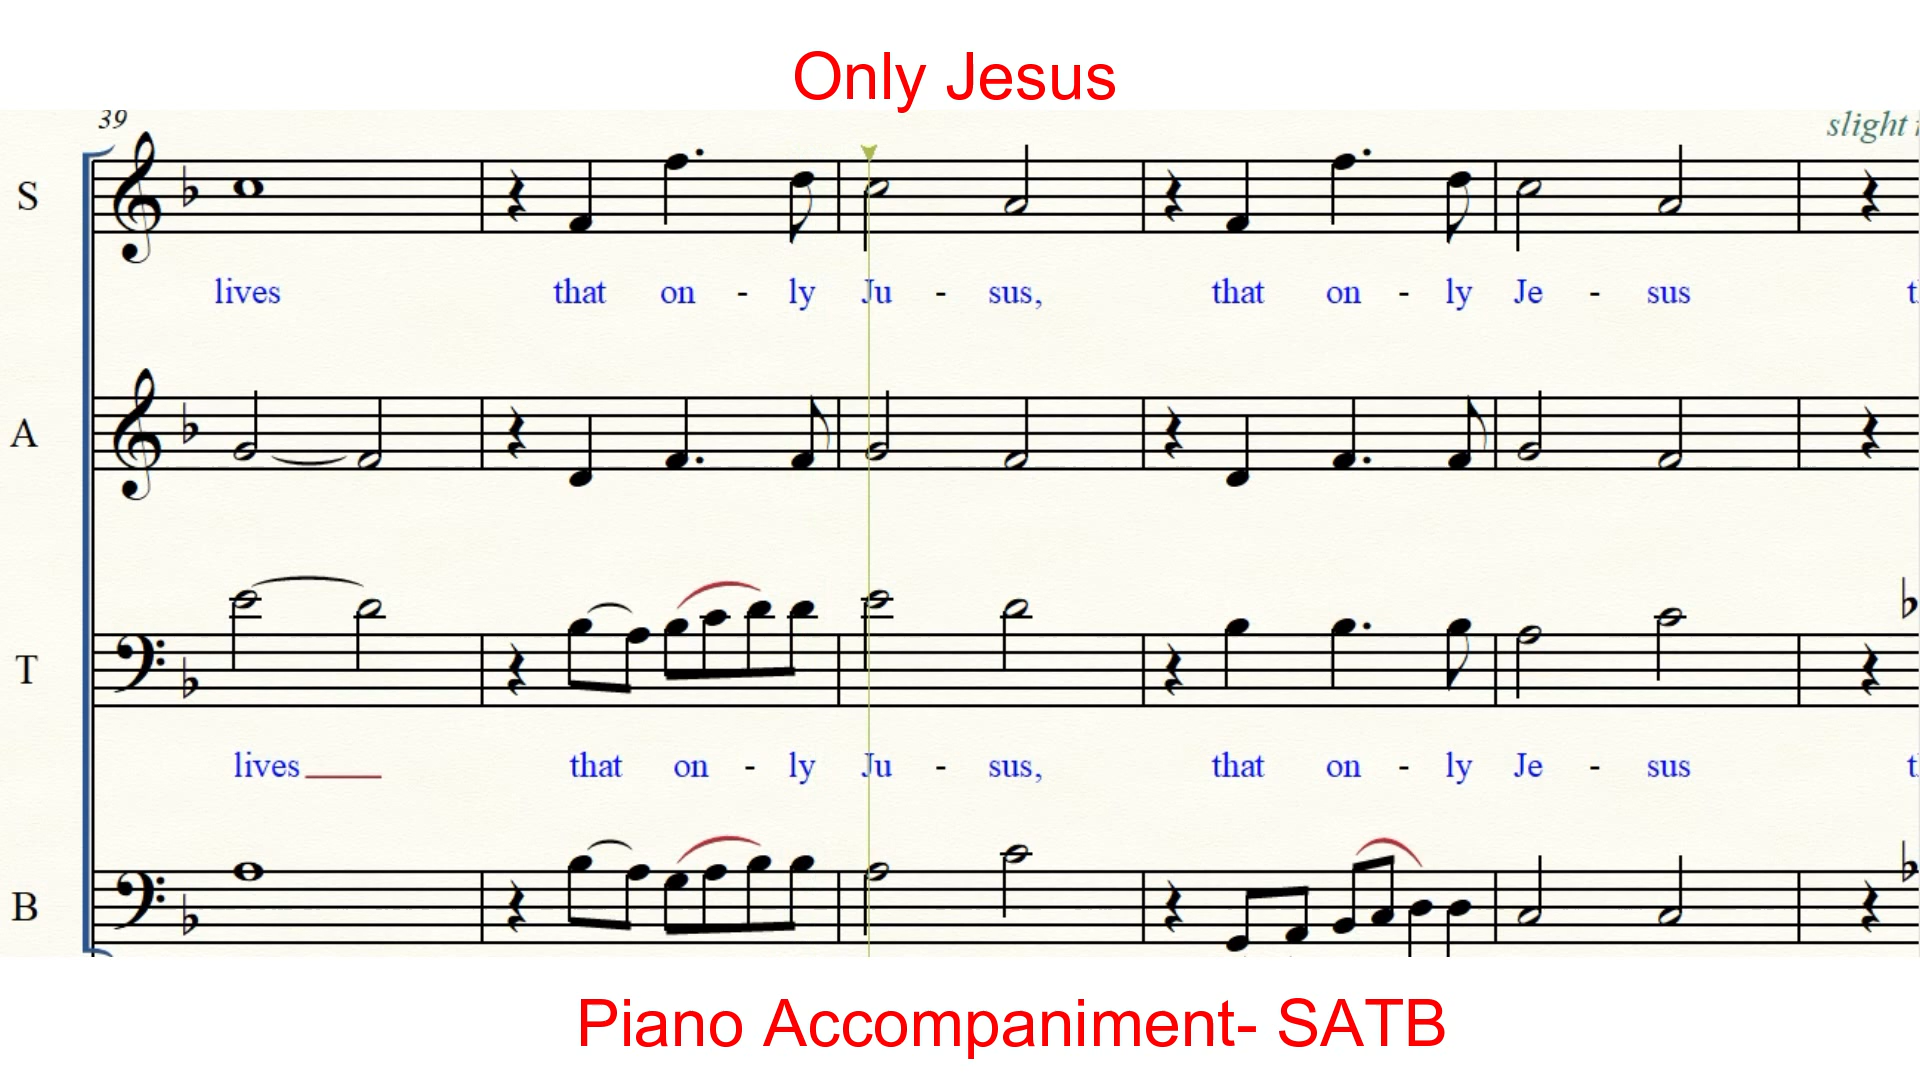 Only Jesus
39
slight
S
lives that on - ly Ju - sus, that on - ly Je - sus
A
T
lives that on - ly Ju - sus, that on - ly Je - sus
B
Piano Accompaniment- SATB